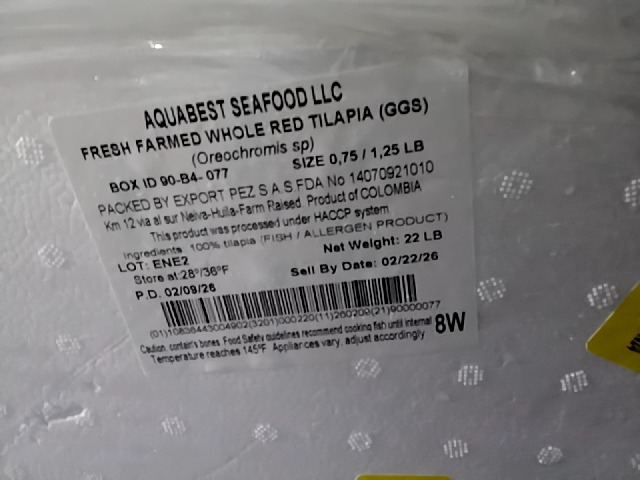 AQUABEST SEAFOOD LLC
FRESH FARMED WHOLE RED TILAPIA (GGS)
(Oreochromis sp)
BOX ID 90-B4- 077 SIZE 0,75 / 1,25 LB
PACKED BY EXPORT PEZ S.A.S.FDA No 14070921010
Km 12 via al sur Neiva-Huila-Farm Raised. Product of COLOMBIA
This product was processed under HACCP system
Ingredients: 100% tilapia (FISH / ALLERGEN PRODUCT)
LOT: ENE2 Net Weight: 22 LB
Store at:28°/36°F
P.D. 02/09/26 Sell By Date: 02/22/26
(01)10836443004902(3201)000220(11)260209(21)90000077
Caution, contain's bones. Food Safety guidelines recommend cooking fish until internal
Temperature reaches 145°F. Appliances vary, adjust accordingly
8W